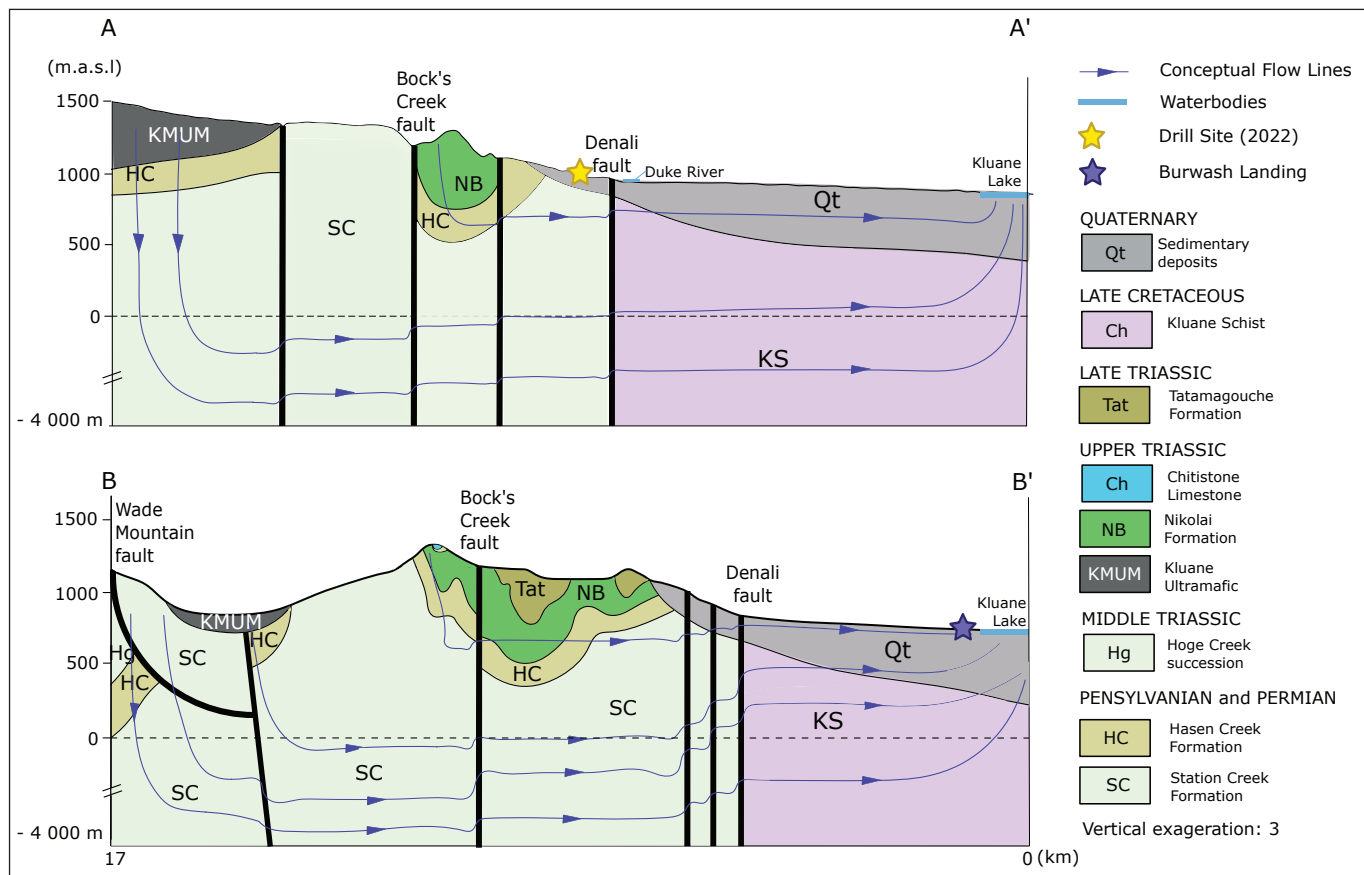 A
A'
(m.a.s.l)
1500
1000
500
0
- 4 000 m
Bock's
Creek
fault
Denali
fault
Duke River
Kluane
Lake
KMUM
HC
SC
NB
HC
Qt
KS
B
B'
Wade
Mountain
fault
1500
1000
500
0
- 4 000 m
Bock's
Creek
fault
Denali
fault
Kluane
Lake
KMUM
HC
SC
Hg
HC
SC
SC
Tat
NB
HC
SC
Qt
KS
17
0 (km)
Conceptual Flow Lines
Waterbodies
Drill Site (2022)
Burwash Landing
QUATERNARY
Qt Sedimentary
deposits
LATE CRETACEOUS
Ch Kluane Schist
LATE TRIASSIC
Tat Tatamagouche
Formation
UPPER TRIASSIC
Ch Chitistone
Limestone
NB Nikolai
Formation
KMUM Kluane
Ultramafic
MIDDLE TRIASSIC
Hg Hoge Creek
succession
PENSYLVANIAN and PERMIAN
HC Hasen Creek
Formation
SC Station Creek
Formation
Vertical exageration: 3